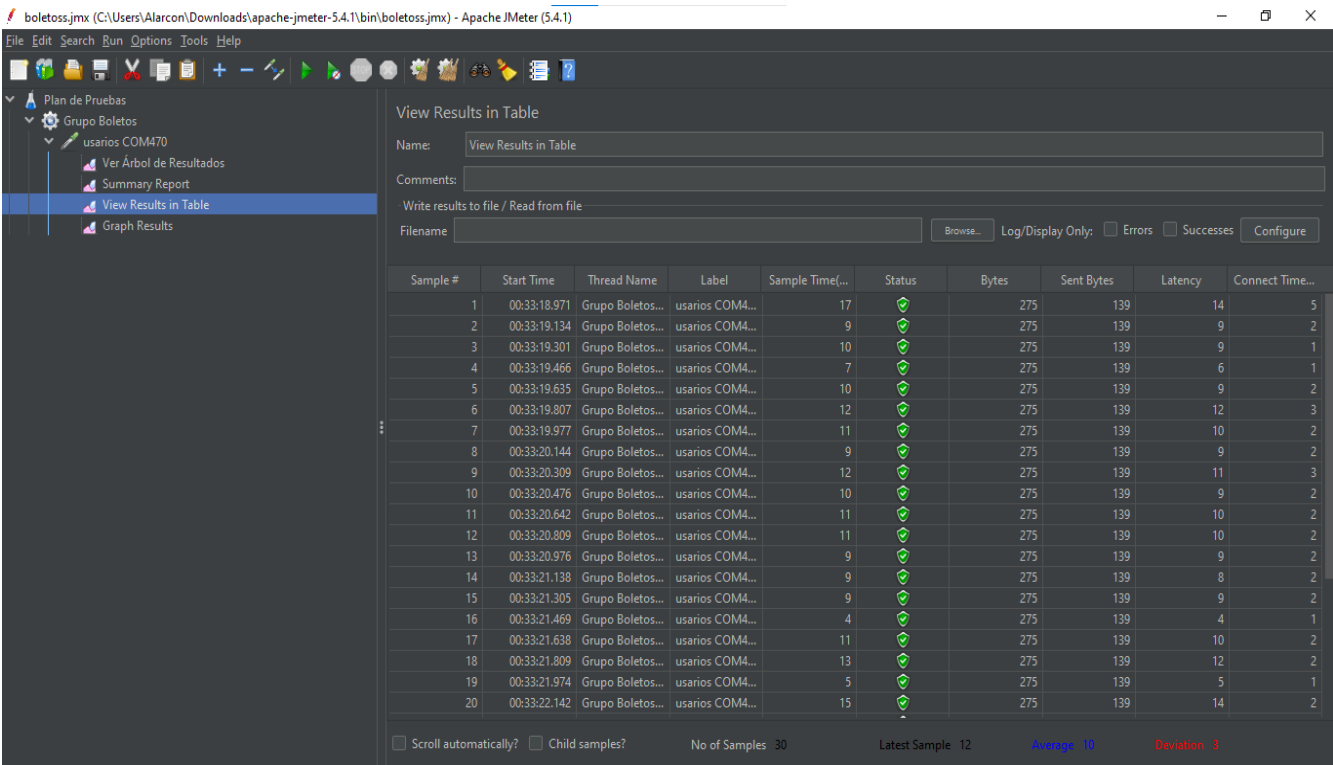 boletoss.jmx (C:\Users\Alarcon\Downloads\apache-jmeter-5.4.1\bin\boletoss.jmx) - Apache JMeter (5.4.1)
File Edit Search Run Options Tools Help
Plan de Pruebas
Grupo Boletos
usarios COM470
Ver Árbol de Resultados
Summary Report
View Results in Table
Graph Results
View Results in Table
Name: View Results in Table
Comments:
Write results to file / Read from file
Filename Browse... Log/Display Only: Errors Successes Configure
Sample # Start Time Thread Name Label Sample Time(... Status Bytes Sent Bytes Latency Connect Time...
1 00:33:18.971 Grupo Boletos... usarios COM4... 17 275 139 14 5
2 00:33:19.134 Grupo Boletos... usarios COM4... 9 275 139 9 2
3 00:33:19.301 Grupo Boletos... usarios COM4... 10 275 139 9 1
4 00:33:19.466 Grupo Boletos... usarios COM4... 7 275 139 6 1
5 00:33:19.635 Grupo Boletos... usarios COM4... 10 275 139 9 2
6 00:33:19.807 Grupo Boletos... usarios COM4... 12 275 139 12 3
7 00:33:19.977 Grupo Boletos... usarios COM4... 11 275 139 10 2
8 00:33:20.144 Grupo Boletos... usarios COM4... 9 275 139 9 2
9 00:33:20.309 Grupo Boletos... usarios COM4... 12 275 139 11 3
10 00:33:20.476 Grupo Boletos... usarios COM4... 10 275 139 9 2
11 00:33:20.642 Grupo Boletos... usarios COM4... 11 275 139 10 2
12 00:33:20.809 Grupo Boletos... usarios COM4... 11 275 139 10 2
13 00:33:20.976 Grupo Boletos... usarios COM4... 9 275 139 9 2
14 00:33:21.138 Grupo Boletos... usarios COM4... 9 275 139 8 2
15 00:33:21.305 Grupo Boletos... usarios COM4... 9 275 139 9 2
16 00:33:21.469 Grupo Boletos... usarios COM4... 4 275 139 4 1
17 00:33:21.638 Grupo Boletos... usarios COM4... 11 275 139 10 2
18 00:33:21.809 Grupo Boletos... usarios COM4... 13 275 139 12 2
19 00:33:21.974 Grupo Boletos... usarios COM4... 5 275 139 5 1
20 00:33:22.142 Grupo Boletos... usarios COM4... 15 275 139 14 2
Scroll automatically? Child samples? No of Samples 30 Latest Sample 12 Average 10 Deviation 3